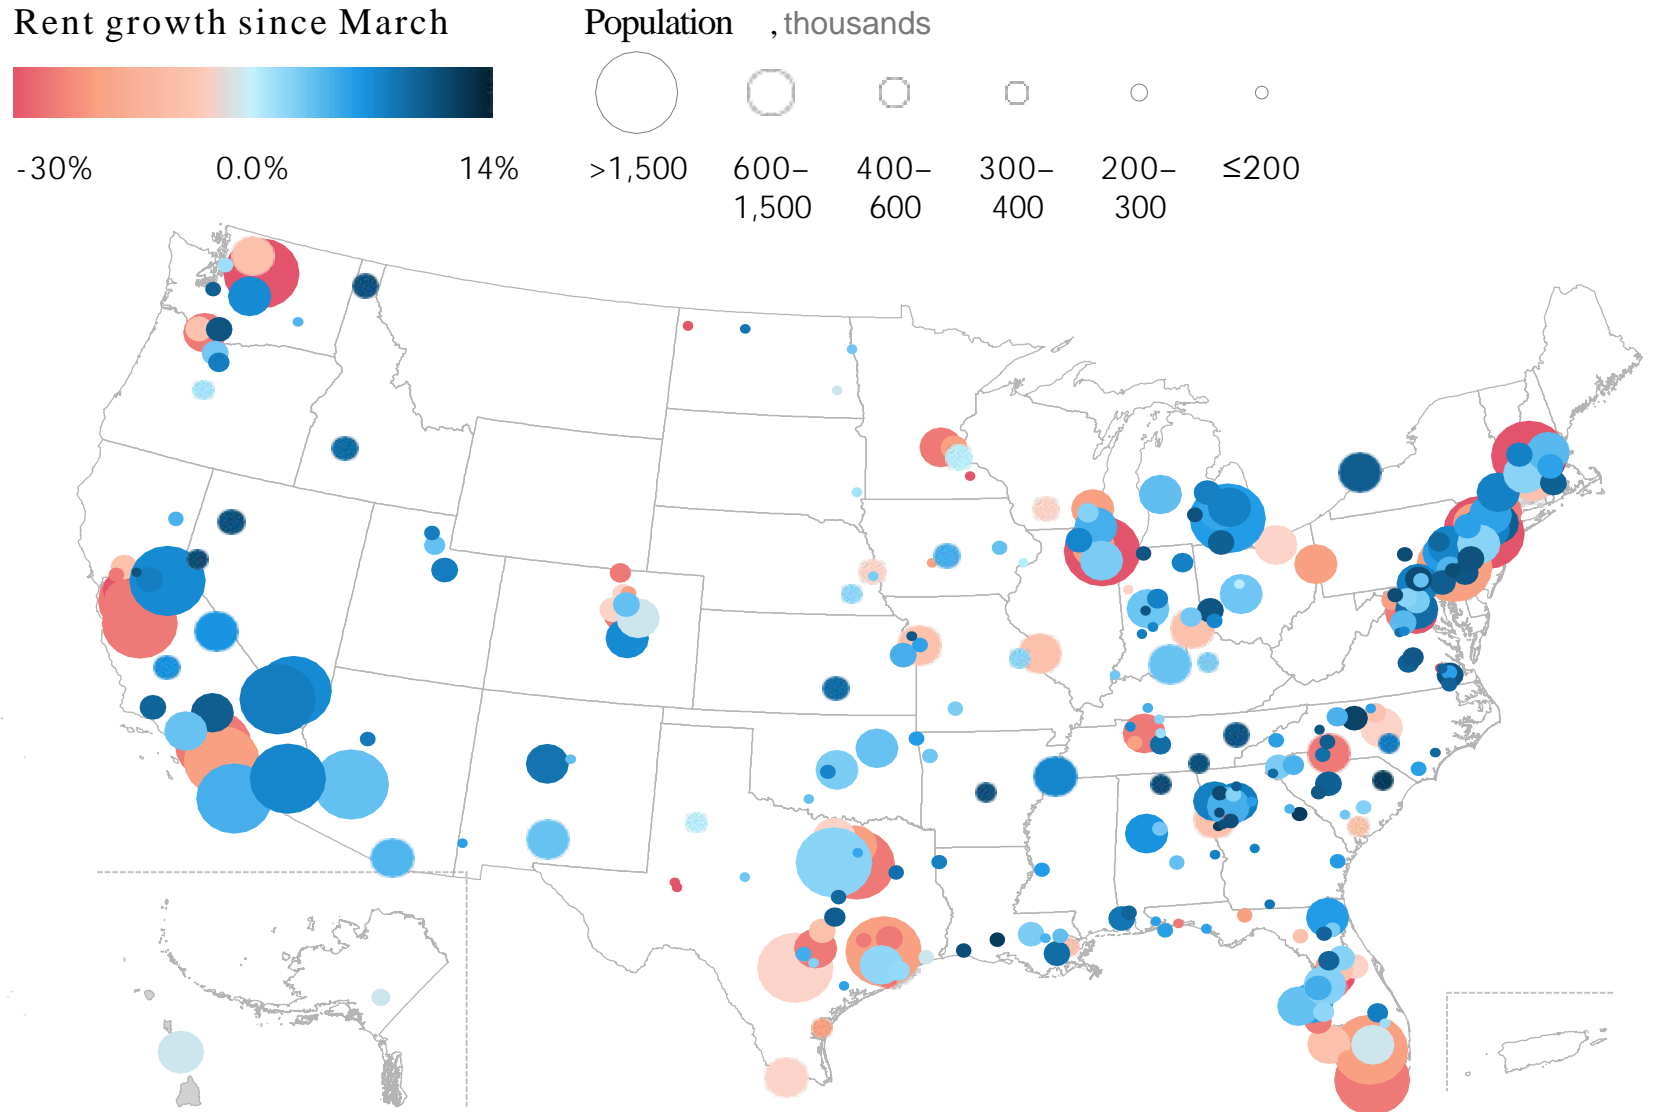 Rent growth since March
Population , thousands
-30% 0.0% 14%
>1,500 600– 400– 300– 200– ≤200
1,500 600 400 300